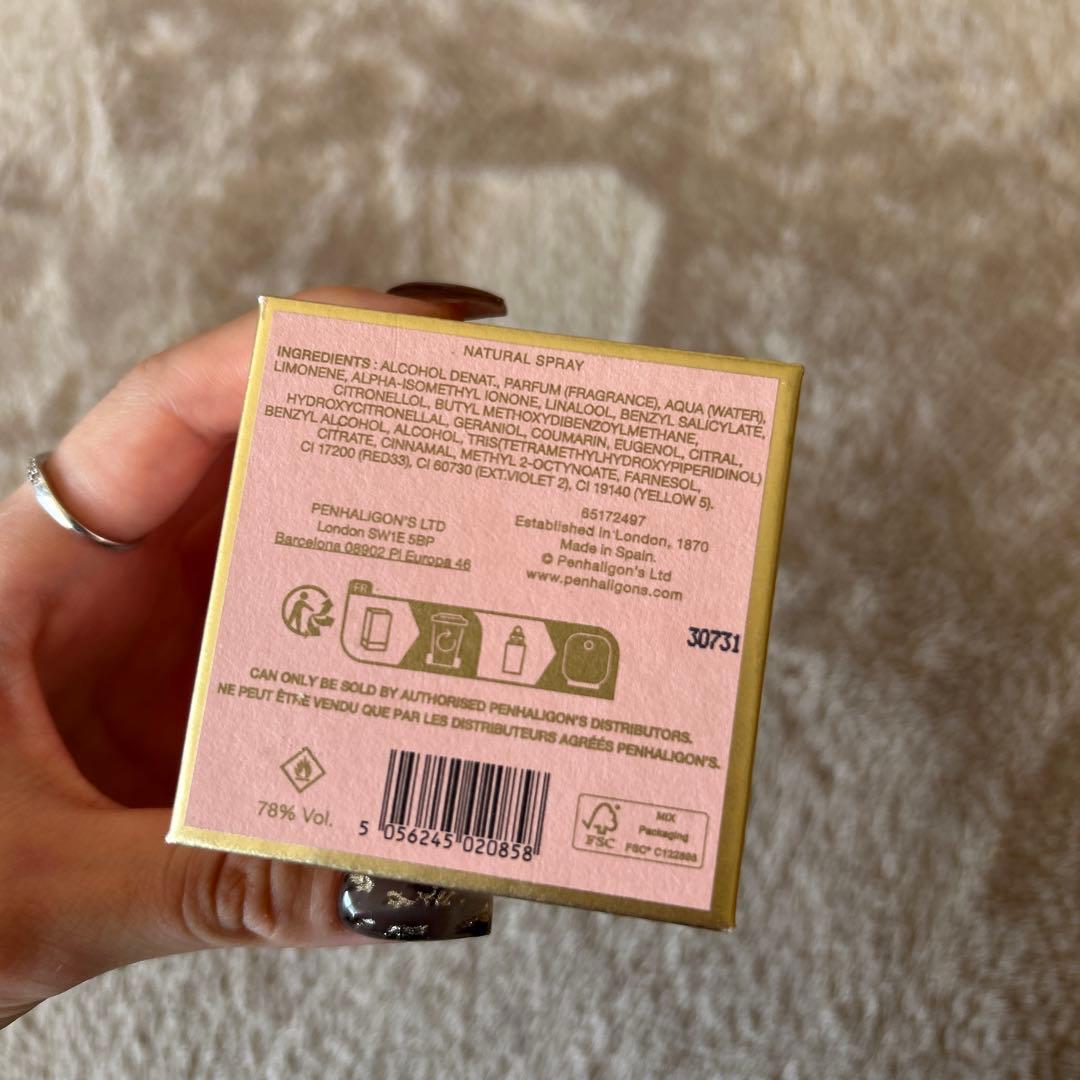 NATURAL SPRAY
INGREDIENTS : ALCOHOL DENAT., PARFUM (FRAGRANCE), AQUA (WATER),
LIMONENE, ALPHA-ISOMETHYL IONONE, LINALOOL, BENZYL SALICYLATE,
CITRONELLOL, BUTYL METHOXYDIBENZOYLMETHANE,
HYDROXYCITRONELLAL, GERANIOL, COUMARIN, EUGENOL, CITRAL,
BENZYL ALCOHOL, ALCOHOL, TRIS(TETRAMETHYLHYDROXYPIPERIDINOL)
CITRATE, CINNAMAL, METHYL 2-OCTYNOATE, FARNESOL,
CI 17200 (RED33), CI 60730 (EXT.VIOLET 2), CI 19140 (YELLOW 5).
PENHALIGON'S LTD
London SW1E 5BP
Barcelona 08902 Pl Europa 46
65172497
Established in London, 1870
Made in Spain.
© Penhaligon's Ltd
www.penhaligons.com
FR
30731
CAN ONLY BE SOLD BY AUTHORISED PENHALIGON'S DISTRIBUTORS.
NE PEUT ÊTRE VENDU QUE PAR LES DISTRIBUTEURS AGRÉÉS PENHALIGON'S.
78% Vol.
5 056245 020858
FSC
MIX
Packaging
FSC®